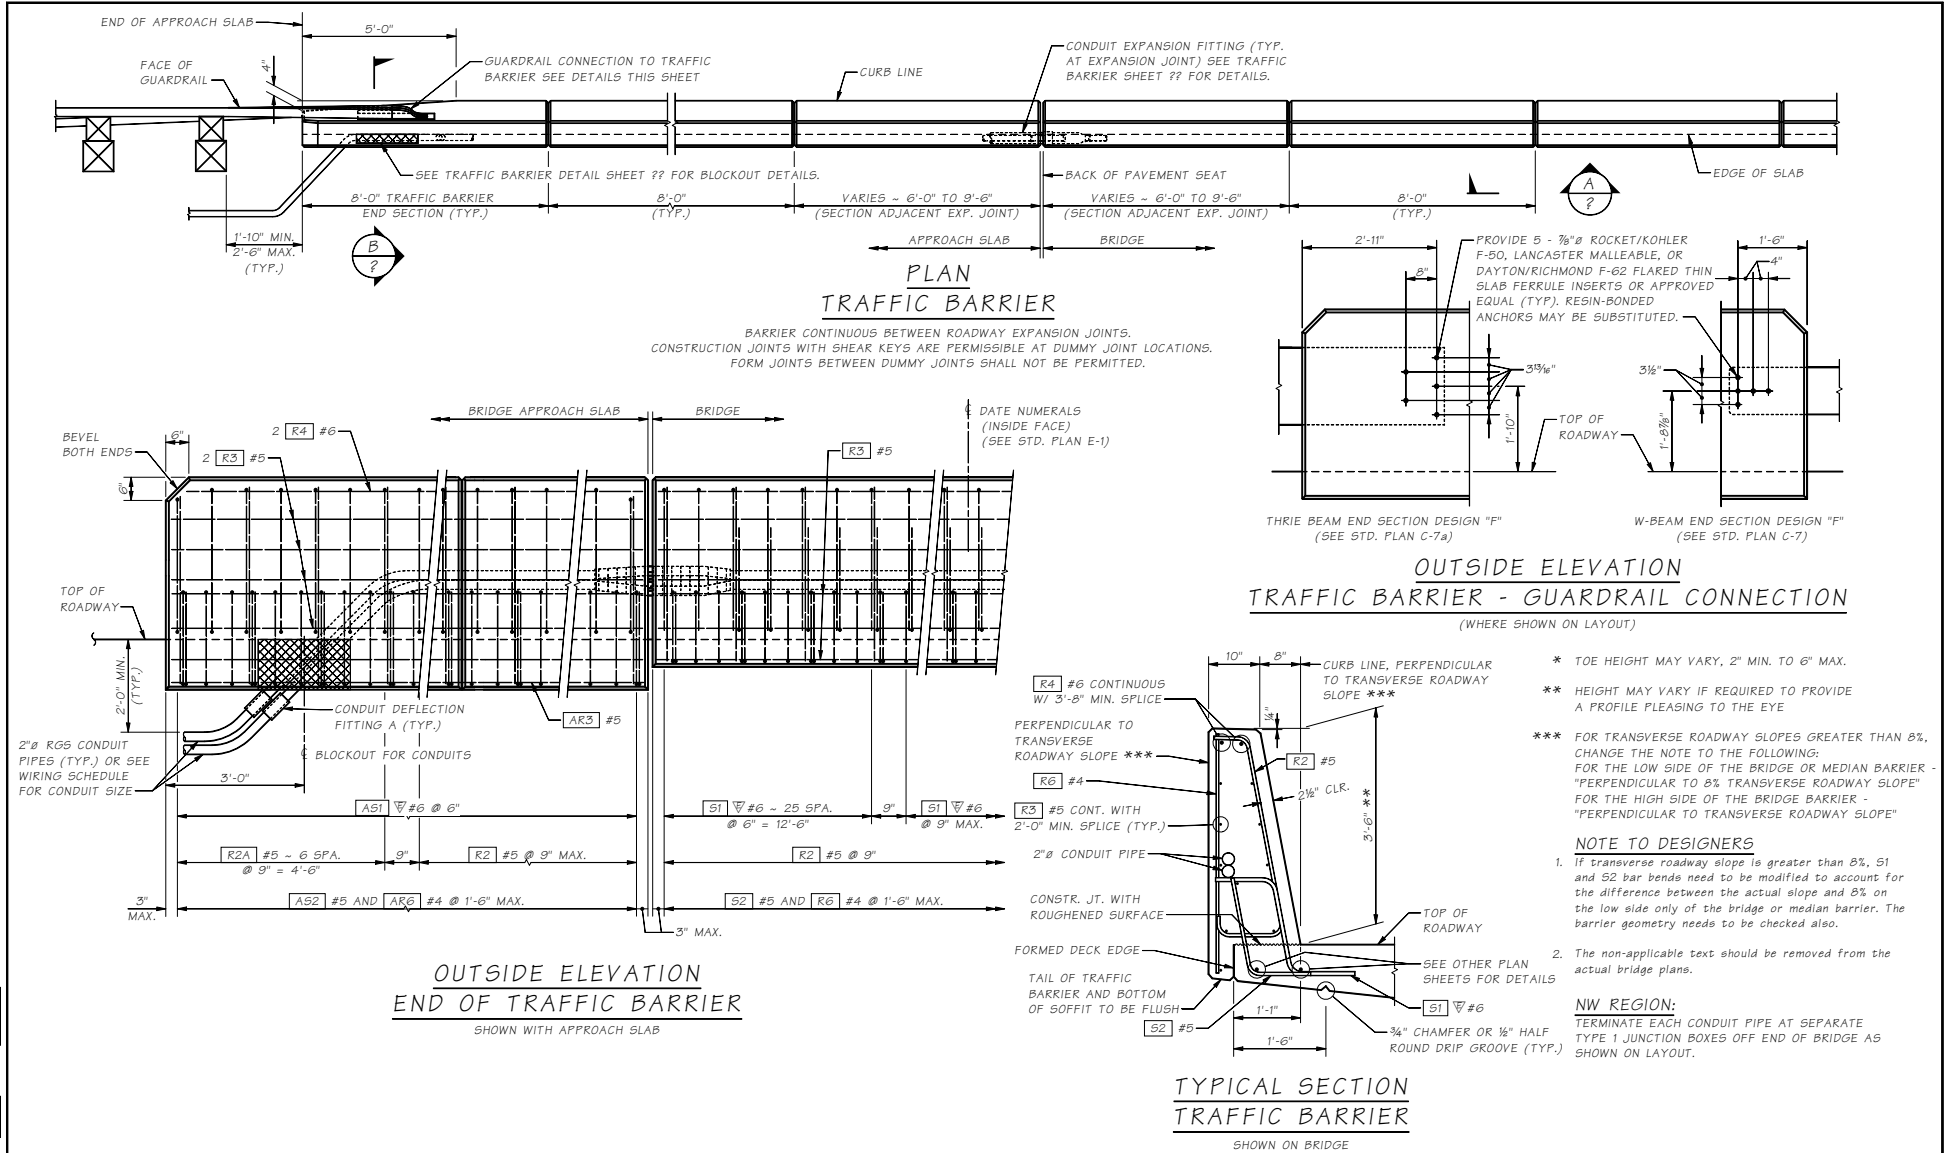 END OF APPROACH SLAB
5'-0"
4"
FACE OF
GUARDRAIL
GUARDRAIL CONNECTION TO TRAFFIC
BARRIER SEE DETAILS THIS SHEET
CURB LINE
CONDUIT EXPANSION FITTING (TYP.
AT EXPANSION JOINT) SEE TRAFFIC
BARRIER SHEET ?? FOR DETAILS.
SEE TRAFFIC BARRIER DETAIL SHEET ?? FOR BLOCKOUT DETAILS.
BACK OF PAVEMENT SEAT
EDGE OF SLAB
8'-0" TRAFFIC BARRIER
END SECTION (TYP.)
8'-0"
(TYP.)
VARIES ~ 6'-0" TO 9'-6"
(SECTION ADJACENT EXP. JOINT)
VARIES ~ 6'-0" TO 9'-6"
(SECTION ADJACENT EXP. JOINT)
8'-0"
(TYP.)
A
?
1'-10" MIN.
2'-6" MAX.
(TYP.)
B
?
APPROACH SLAB
BRIDGE
PLAN
TRAFFIC BARRIER
BARRIER CONTINUOUS BETWEEN ROADWAY EXPANSION JOINTS.
CONSTRUCTION JOINTS WITH SHEAR KEYS ARE PERMISSIBLE AT DUMMY JOINT LOCATIONS.
FORM JOINTS BETWEEN DUMMY JOINTS SHALL NOT BE PERMITTED.
2'-11"
8"
PROVIDE 5 - ⅞"ø ROCKET/KOHLER
F-50, LANCASTER MALLEABLE, OR
DAYTON/RICHMOND F-62 FLARED THIN
SLAB FERRULE INSERTS OR APPROVED
EQUAL (TYP). RESIN-BONDED
ANCHORS MAY BE SUBSTITUTED.
1'-6"
4"
3 13/16"
1'-10"
3½"
1'-8⅞"
TOP OF
ROADWAY
THRIE BEAM END SECTION DESIGN "F"
(SEE STD. PLAN C-7a)
W-BEAM END SECTION DESIGN "F"
(SEE STD. PLAN C-7)
OUTSIDE ELEVATION
TRAFFIC BARRIER - GUARDRAIL CONNECTION
(WHERE SHOWN ON LAYOUT)
BRIDGE APPROACH SLAB
BRIDGE
℄ DATE NUMERALS
(INSIDE FACE)
(SEE STD. PLAN E-1)
BEVEL
BOTH ENDS
6"
6"
2 R4 #6
2 R3 #5
R3 #5
TOP OF
ROADWAY
2'-0" MIN.
(TYP.)
CONDUIT DEFLECTION
FITTING A (TYP.)
AR3 #5
2"ø RGS CONDUIT
PIPES (TYP.) OR SEE
WIRING SCHEDULE
FOR CONDUIT SIZE
℄ BLOCKOUT FOR CONDUITS
3'-0"
AS1 #6 @ 6"
S1 #6 ~ 25 SPA.
@ 6" = 12'-6"
9"
S1 #6
@ 9" MAX.
R2A #5 ~ 6 SPA.
@ 9" = 4'-6"
9"
R2 #5 @ 9" MAX.
R2 #5 @ 9"
3"
MAX.
AS2 #5 AND AR6 #4 @ 1'-6" MAX.
S2 #5 AND R6 #4 @ 1'-6" MAX.
3" MAX.
OUTSIDE ELEVATION
END OF TRAFFIC BARRIER
SHOWN WITH APPROACH SLAB
10"
8"
CURB LINE, PERPENDICULAR
TO TRANSVERSE ROADWAY
SLOPE ***
R4 #6 CONTINUOUS
W/ 3'-8" MIN. SPLICE
¼"
PERPENDICULAR TO
TRANSVERSE
ROADWAY SLOPE ***
R2 #5
R6 #4
2½" CLR.
3'-6" **
R3 #5 CONT. WITH
2'-0" MIN. SPLICE (TYP.)
2"ø CONDUIT PIPE
CONSTR. JT. WITH
ROUGHENED SURFACE
TOP OF
ROADWAY
FORMED DECK EDGE
SEE OTHER PLAN
SHEETS FOR DETAILS
TAIL OF TRAFFIC
BARRIER AND BOTTOM
OF SOFFIT TO BE FLUSH
S1 #6
S2 #5
1'-1"
1'-6"
¾" CHAMFER OR ½" HALF
ROUND DRIP GROOVE (TYP.)
TYPICAL SECTION
TRAFFIC BARRIER
SHOWN ON BRIDGE
* TOE HEIGHT MAY VARY, 2" MIN. TO 6" MAX.
** HEIGHT MAY VARY IF REQUIRED TO PROVIDE
A PROFILE PLEASING TO THE EYE
*** FOR TRANSVERSE ROADWAY SLOPES GREATER THAN 8%,
CHANGE THE NOTE TO THE FOLLOWING:
FOR THE LOW SIDE OF THE BRIDGE OR MEDIAN BARRIER -
"PERPENDICULAR TO 8% TRANSVERSE ROADWAY SLOPE"
FOR THE HIGH SIDE OF THE BRIDGE BARRIER -
"PERPENDICULAR TO TRANSVERSE ROADWAY SLOPE"
NOTE TO DESIGNERS
1. If transverse roadway slope is greater than 8%, S1
and S2 bar bends need to be modified to account for
the difference between the actual slope and 8% on
the low side only of the bridge or median barrier. The
barrier geometry needs to be checked also.
2. The non-applicable text should be removed from the
actual bridge plans.
NW REGION:
TERMINATE EACH CONDUIT PIPE AT SEPARATE
TYPE 1 JUNCTION BOXES OFF END OF BRIDGE AS
SHOWN ON LAYOUT.